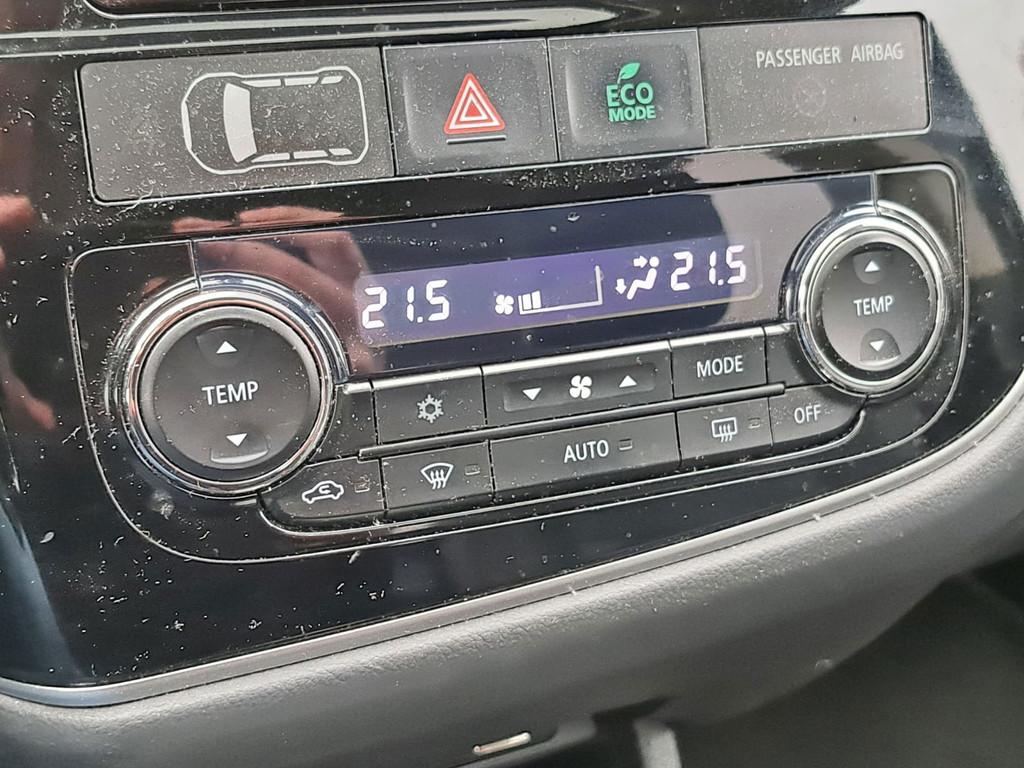 ECO
MODE
PASSENGER AIRBAG
21.5
21.5
TEMP
TEMP
MODE
AUTO
OFF